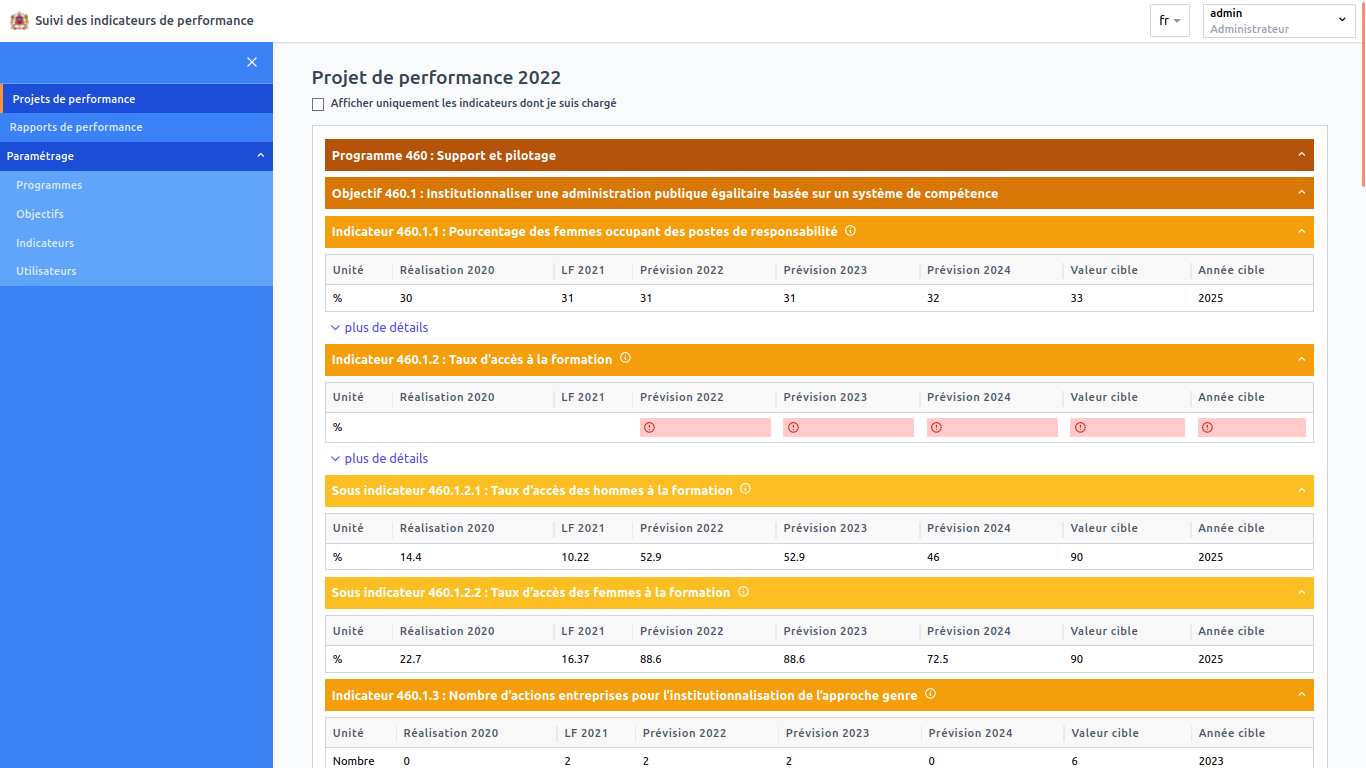 Suivi des indicateurs de performance
fr
admin
Administrateur
Projets de performance
Rapports de performance
Paramétrage
Programmes
Objectifs
Indicateurs
Utilisateurs
Projet de performance 2022
Afficher uniquement les indicateurs dont je suis chargé
Programme 460 : Support et pilotage
Objectif 460.1 : Institutionnaliser une administration publique égalitaire basée sur un système de compétence
Indicateur 460.1.1 : Pourcentage des femmes occupant des postes de responsabilité
Unité Réalisation 2020 LF 2021 Prévision 2022 Prévision 2023 Prévision 2024 Valeur cible Année cible
% 30 31 31 31 32 33 2025
plus de détails
Indicateur 460.1.2 : Taux d’accès à la formation
Unité Réalisation 2020 LF 2021 Prévision 2022 Prévision 2023 Prévision 2024 Valeur cible Année cible
%
plus de détails
Sous indicateur 460.1.2.1 : Taux d’accès des hommes à la formation
Unité Réalisation 2020 LF 2021 Prévision 2022 Prévision 2023 Prévision 2024 Valeur cible Année cible
% 14.4 10.22 52.9 52.9 46 90 2025
Sous indicateur 460.1.2.2 : Taux d’accès des femmes à la formation
Unité Réalisation 2020 LF 2021 Prévision 2022 Prévision 2023 Prévision 2024 Valeur cible Année cible
% 22.7 16.37 88.6 88.6 72.5 90 2025
Indicateur 460.1.3 : Nombre d’actions entreprises pour l’institutionnalisation de l’approche genre
Unité Réalisation 2020 LF 2021 Prévision 2022 Prévision 2023 Prévision 2024 Valeur cible Année cible
Nombre 0 2 2 2 0 6 2023